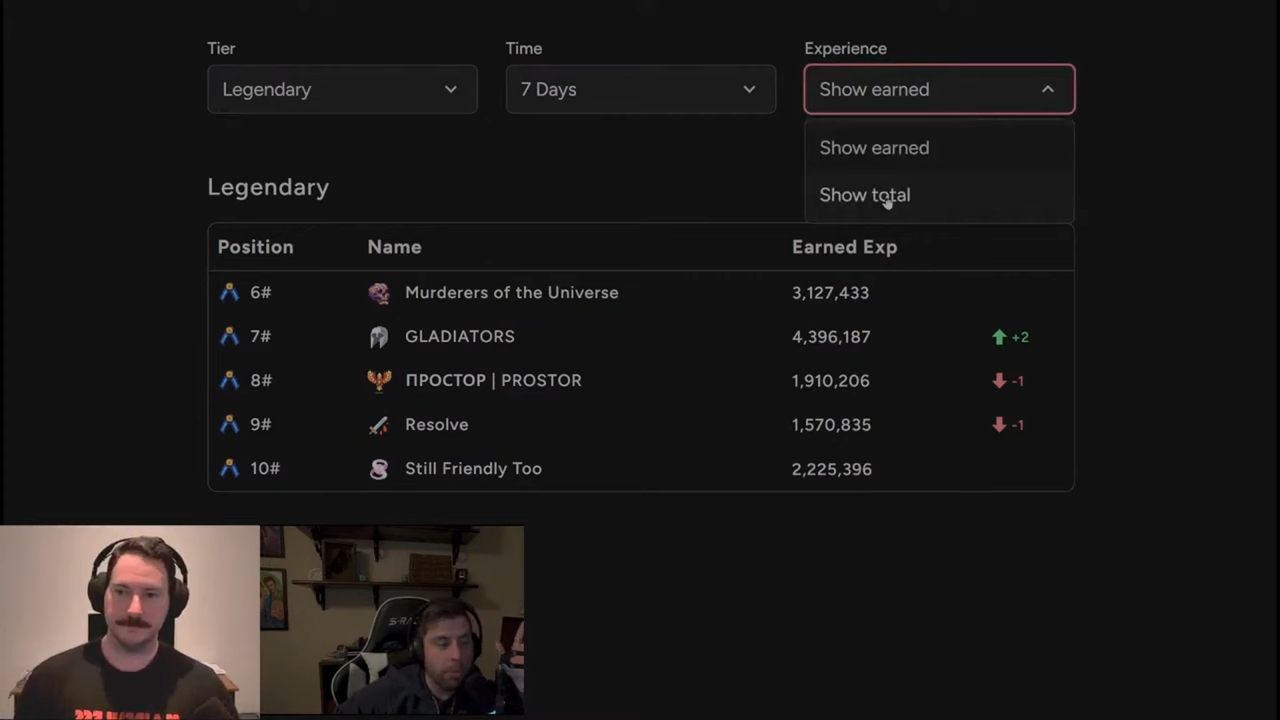 Tier
Time
Experience
Legendary
7 Days
Show earned
Show earned
Show total
Legendary
Position Name Earned Exp
6# Murderers of the Universe 3,127,433
7# GLADIATORS 4,396,187 +2
8# ПРОСТОР | PROSTOR 1,910,206 -1
9# Resolve 1,570,835 -1
10# Still Friendly Too 2,225,396